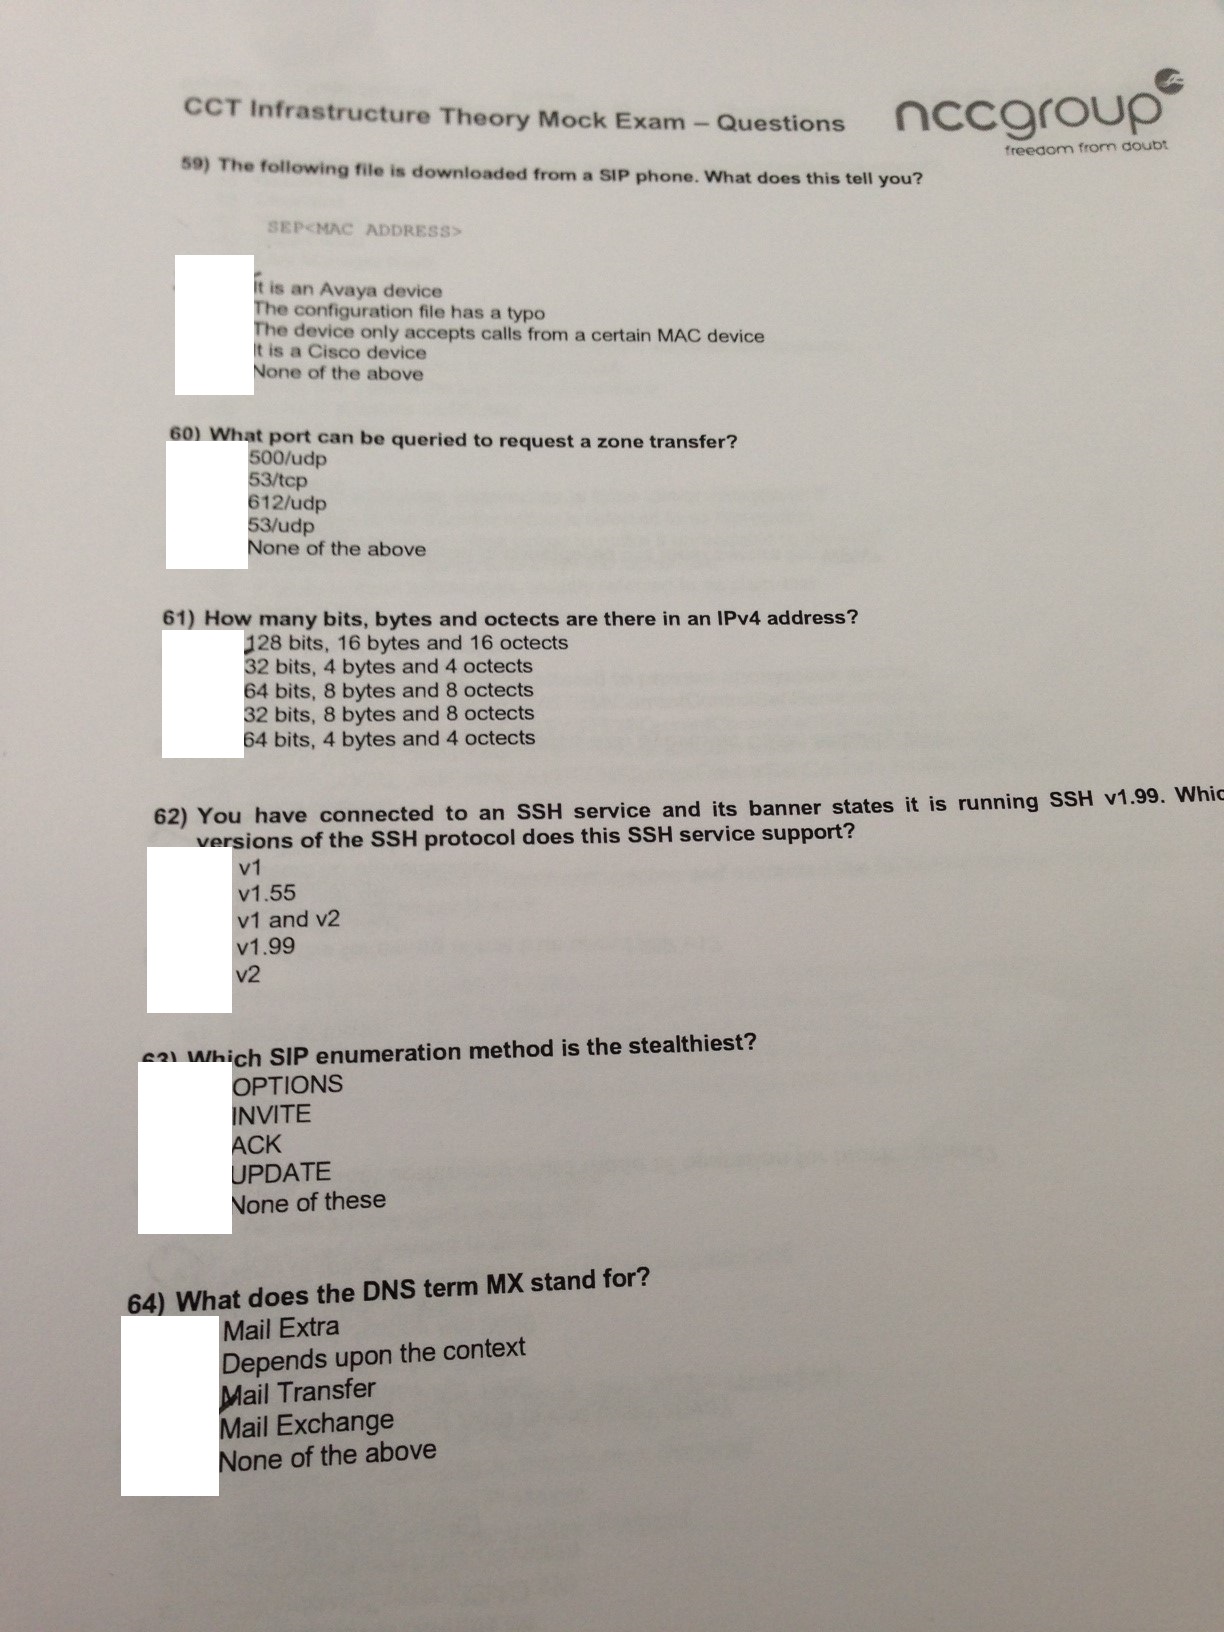 CCT Infrastructure Theory Mock Exam – Questions
nccgroup
freedom from doubt
59) The following file is downloaded from a SIP phone. What does this tell you?
SEP<MAC ADDRESS>
It is an Avaya device
The configuration file has a typo
The device only accepts calls from a certain MAC device
It is a Cisco device
None of the above
60) What port can be queried to request a zone transfer?
500/udp
53/tcp
612/udp
53/udp
None of the above
61) How many bits, bytes and octects are there in an IPv4 address?
128 bits, 16 bytes and 16 octects
32 bits, 4 bytes and 4 octects
64 bits, 8 bytes and 8 octects
32 bits, 8 bytes and 8 octects
64 bits, 4 bytes and 4 octects
62) You have connected to an SSH service and its banner states it is running SSH v1.99. Whic
versions of the SSH protocol does this SSH service support?
v1
v1.55
v1 and v2
v1.99
v2
63) Which SIP enumeration method is the stealthiest?
OPTIONS
INVITE
ACK
UPDATE
None of these
64) What does the DNS term MX stand for?
Mail Extra
Depends upon the context
Mail Transfer
Mail Exchange
None of the above